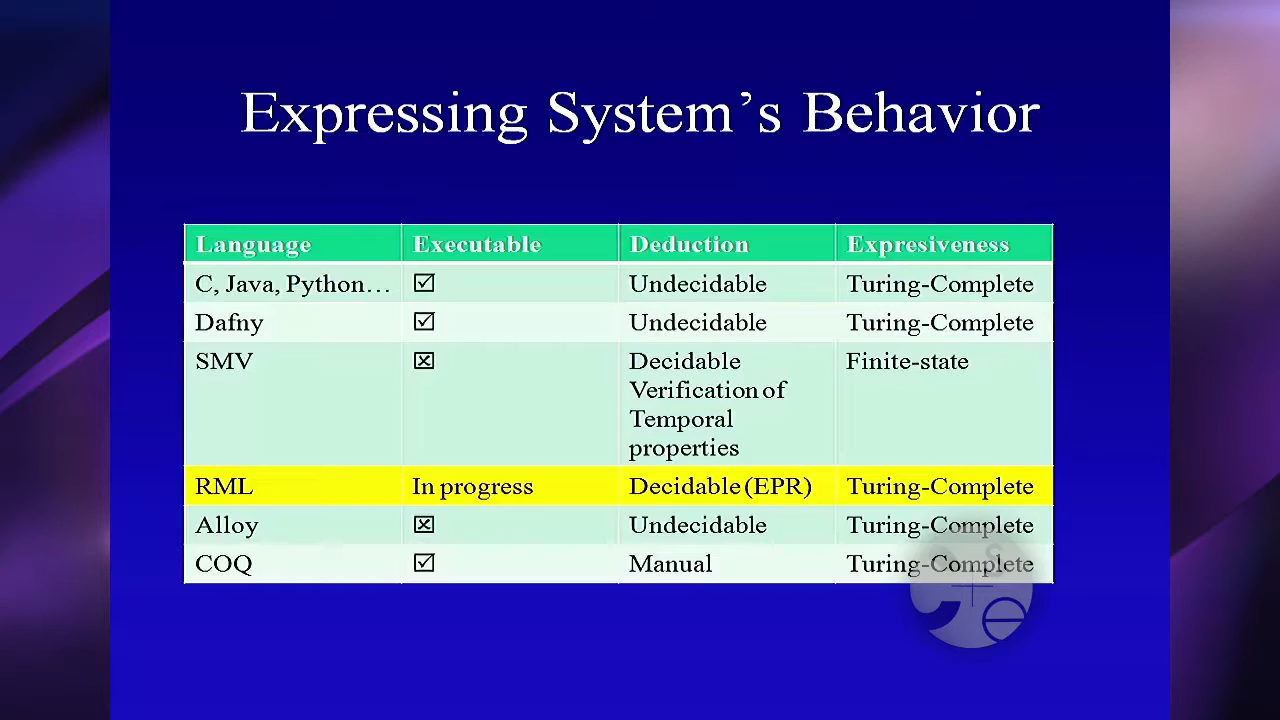 Expressing System’s Behavior
Language Executable Deduction Expresiveness
C, Java, Python… ☑ Undecidable Turing-Complete
Dafny ☑ Undecidable Turing-Complete
SMV ☒ Decidable Finite-state
Verification of
Temporal
properties
RML In progress Decidable (EPR) Turing-Complete
Alloy ☒ Undecidable Turing-Complete
COQ ☑ Manual Turing-Complete